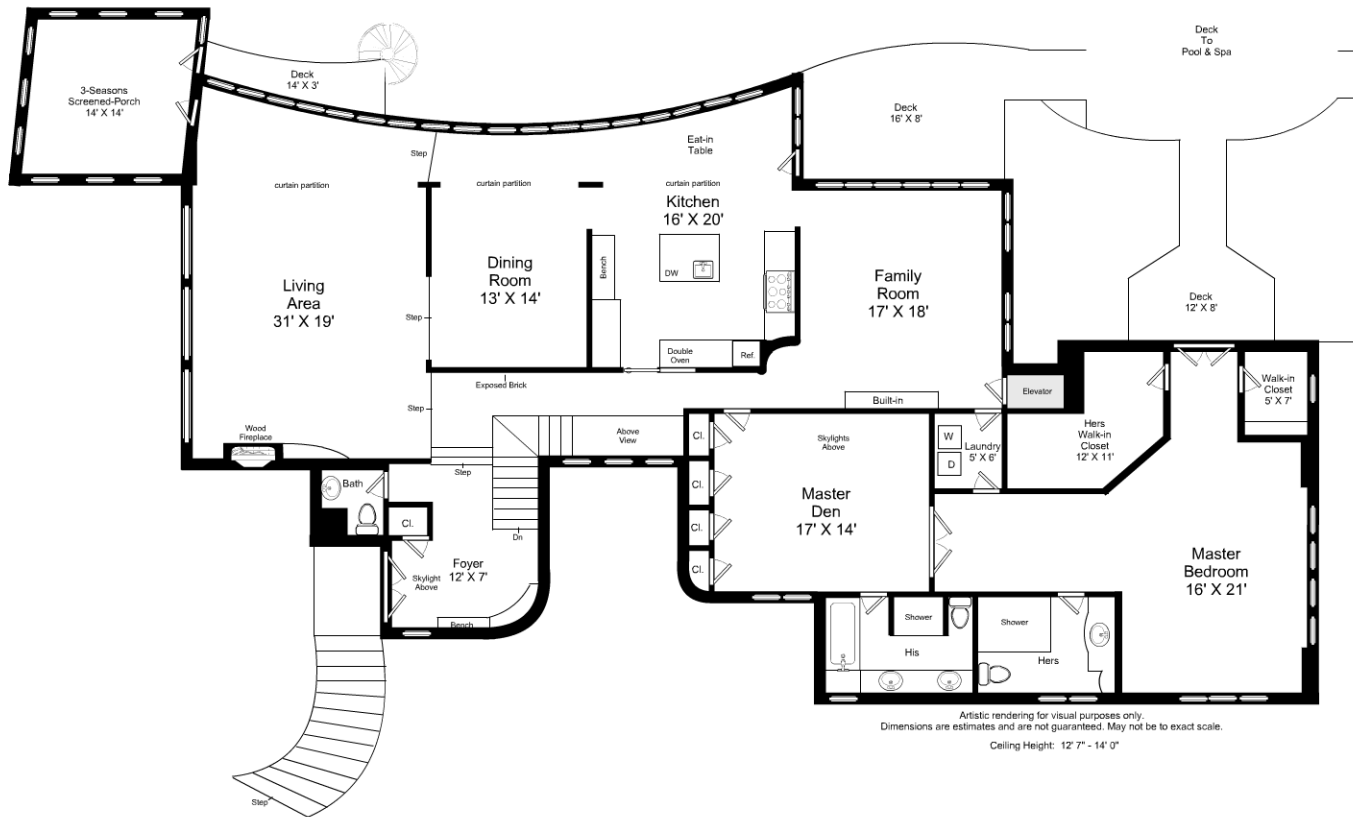 3-Seasons
Screened-Porch
14' X 14'
Deck
14' X 3'
Deck
To
Pool & Spa
Deck
16' X 8'
Eat-in
Table
Step
curtain partition
curtain partition
curtain partition
Kitchen
16' X 20'
DW
Bench
Dining
Room
13' X 14'
Living
Area
31' X 19'
Family
Room
17' X 18'
Deck
12' X 8'
Step
Double
Oven
Ref.
Exposed Brick
Step
Built-in
Elevator
Walk-in
Closet
5' X 7'
Hers
Walk-in
Closet
12' X 11'
Wood
Fireplace
Above
View
Cl.
Skylights
Above
W
D
Laundry
5' X 6'
Step
Bath
Cl.
Cl.
Cl.
Cl.
Master
Den
17' X 14'
Dn
Foyer
12' X 7'
Skylight
Above
Bench
Master
Bedroom
16' X 21'
Shower
His
Shower
Hers
Artistic rendering for visual purposes only.
Dimensions are estimates and are not guaranteed. May not be to exact scale.
Ceiling Height: 12' 7" - 14' 0"
Step